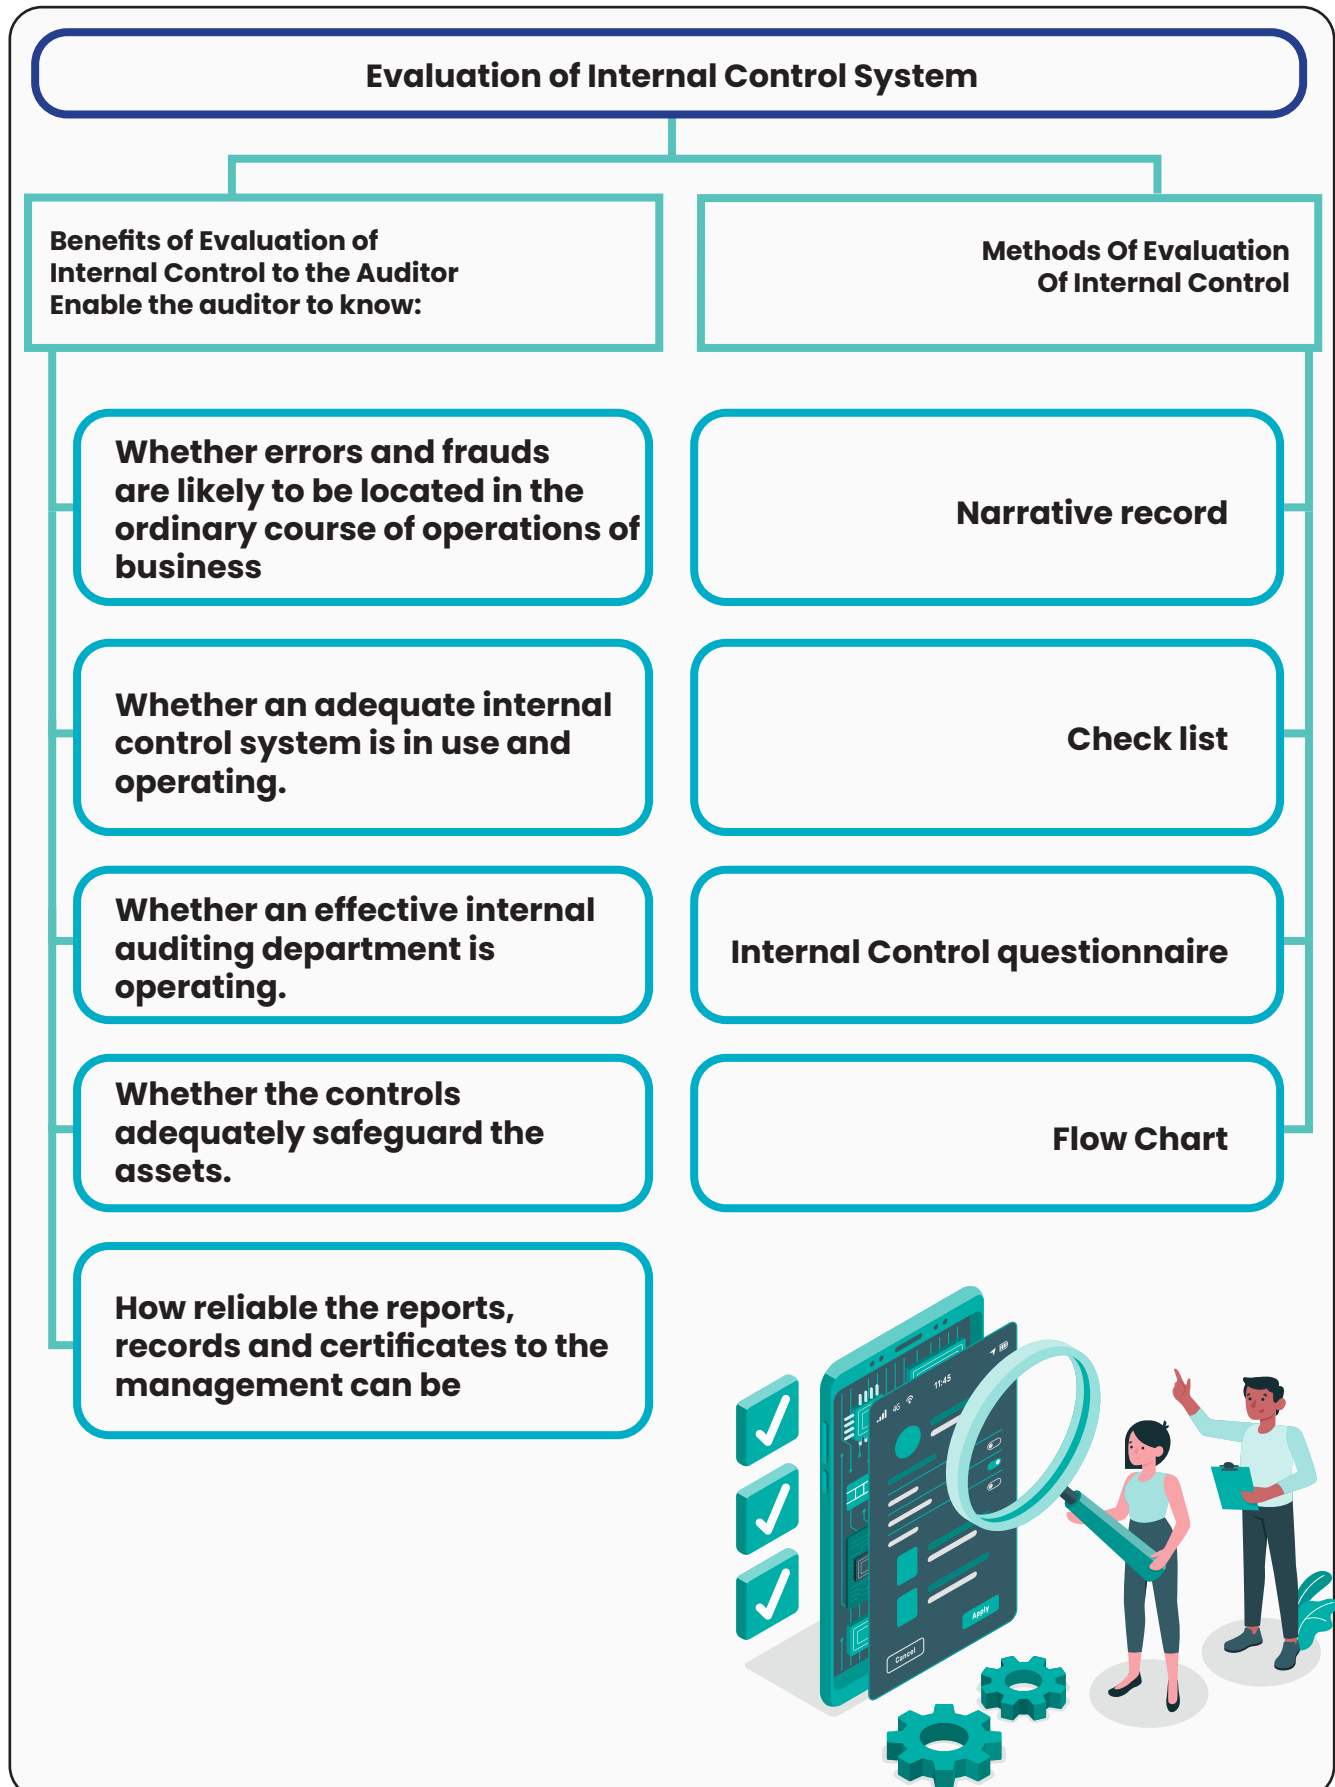 Evaluation of Internal Control System
Benefits of Evaluation of
Internal Control to the Auditor
Enable the auditor to know:
Whether errors and frauds
are likely to be located in the
ordinary course of operations of
business
Whether an adequate internal
control system is in use and
operating.
Whether an effective internal
auditing department is
operating.
Whether the controls
adequately safeguard the
assets.
How reliable the reports,
records and certificates to the
management can be
Methods Of Evaluation
Of Internal Control
Narrative record
Check list
Internal Control questionnaire
Flow Chart
4G
11:45
Cancel
Apply